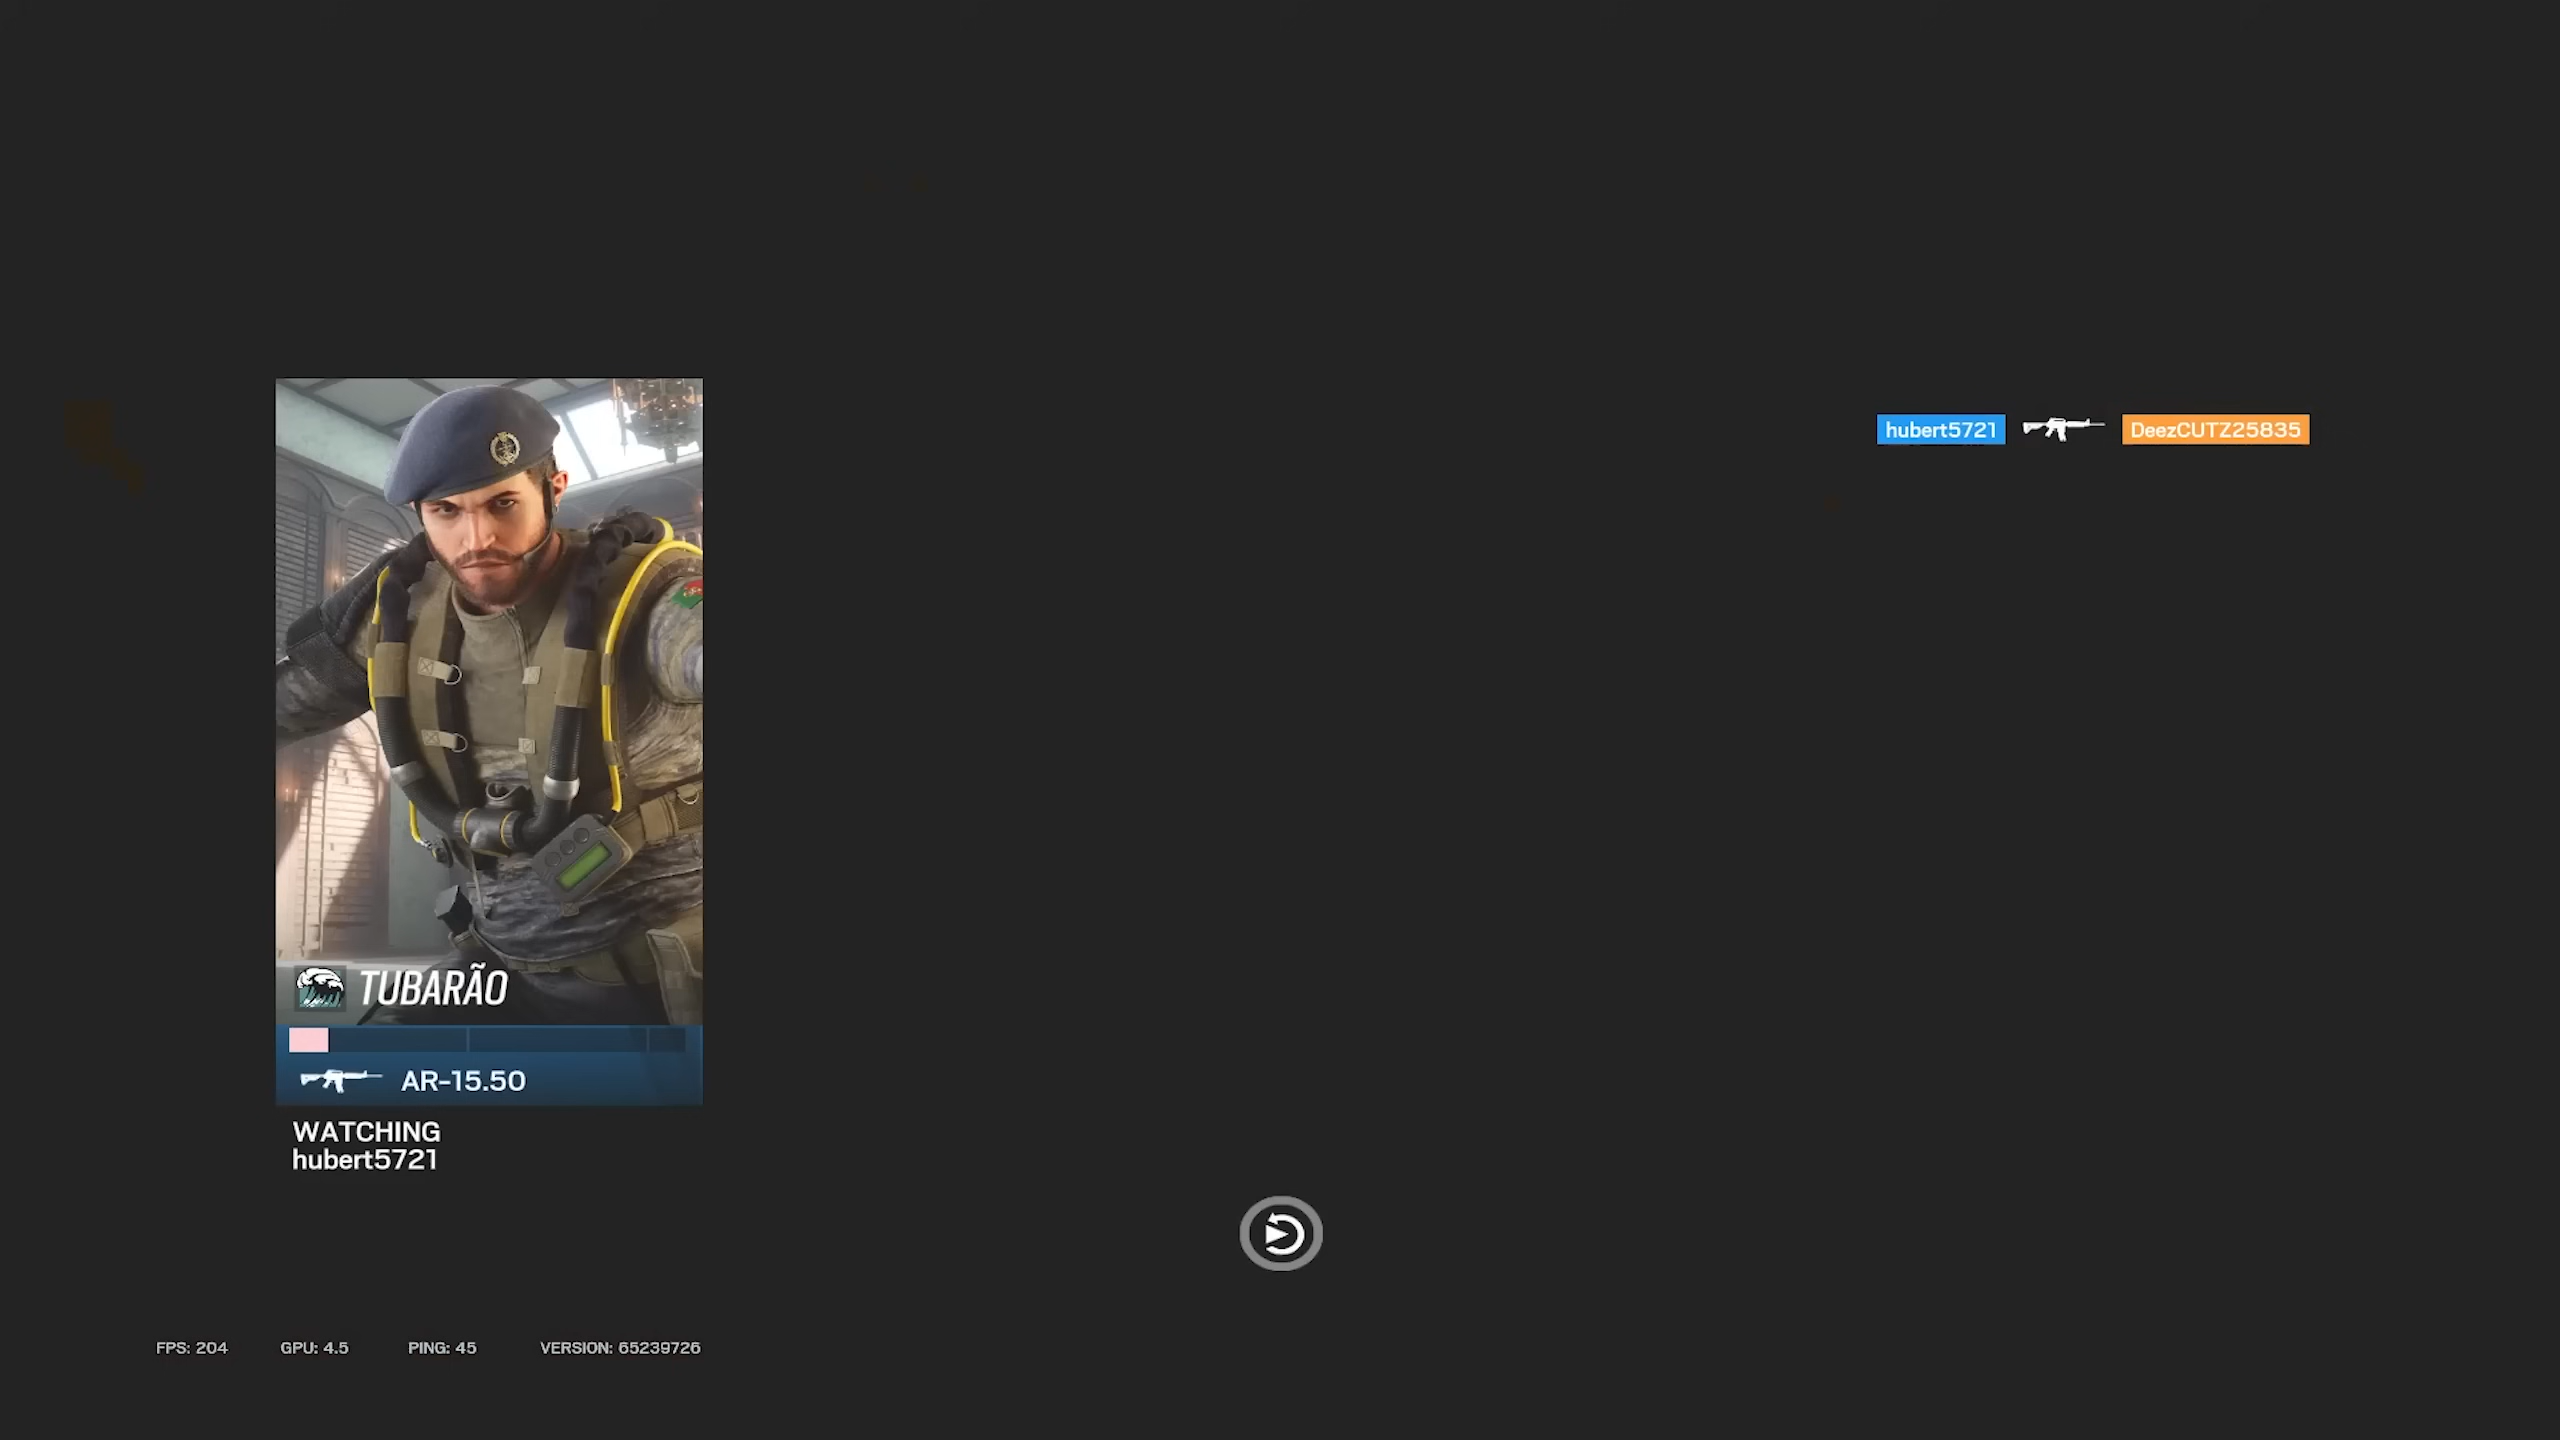 hubert5721 DeezCUTZ25835
TUBARÃO
AR-15.50
WATCHING
hubert5721
FPS: 204 GPU: 4.5 PING: 45 VERSION: 65239726